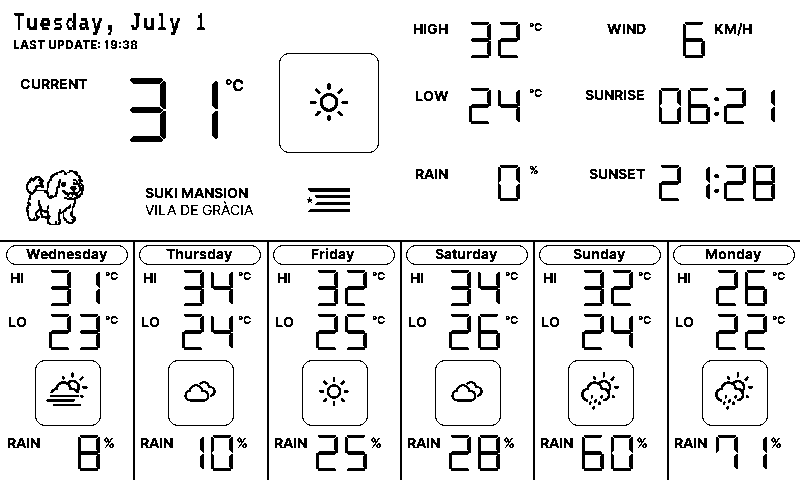 Tuesday, July 1
LAST UPDATE: 19:38
CURRENT 31 °C
HIGH 32 °C
LOW 24 °C
RAIN 0 %
WIND 6 KM/H
SUNRISE 06:21
SUNSET 21:28
SUKI MANSION
VILA DE GRÀCIA
Wednesday
HI 31 °C
LO 23 °C
RAIN 8 %
Thursday
HI 34 °C
LO 24 °C
RAIN 10 %
Friday
HI 32 °C
LO 25 °C
RAIN 25 %
Saturday
HI 34 °C
LO 26 °C
RAIN 28 %
Sunday
HI 32 °C
LO 24 °C
RAIN 60 %
Monday
HI 26 °C
LO 22 °C
RAIN 71 %